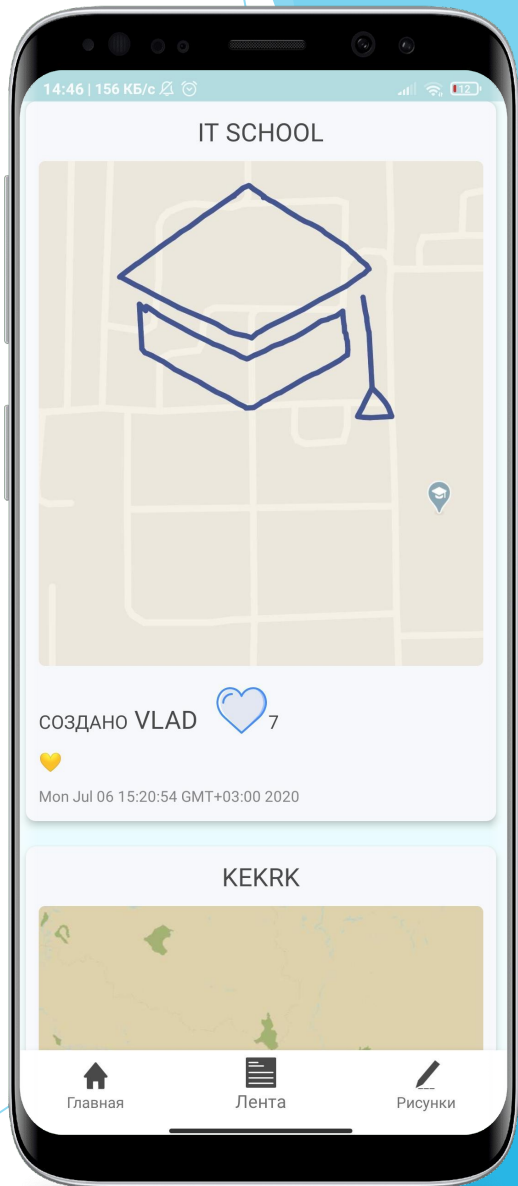 14:46 | 156 КБ/с
12
IT SCHOOL
СОЗДАНО VLAD 7
Mon Jul 06 15:20:54 GMT+03:00 2020
KEKRK
Главная Лента Рисунки